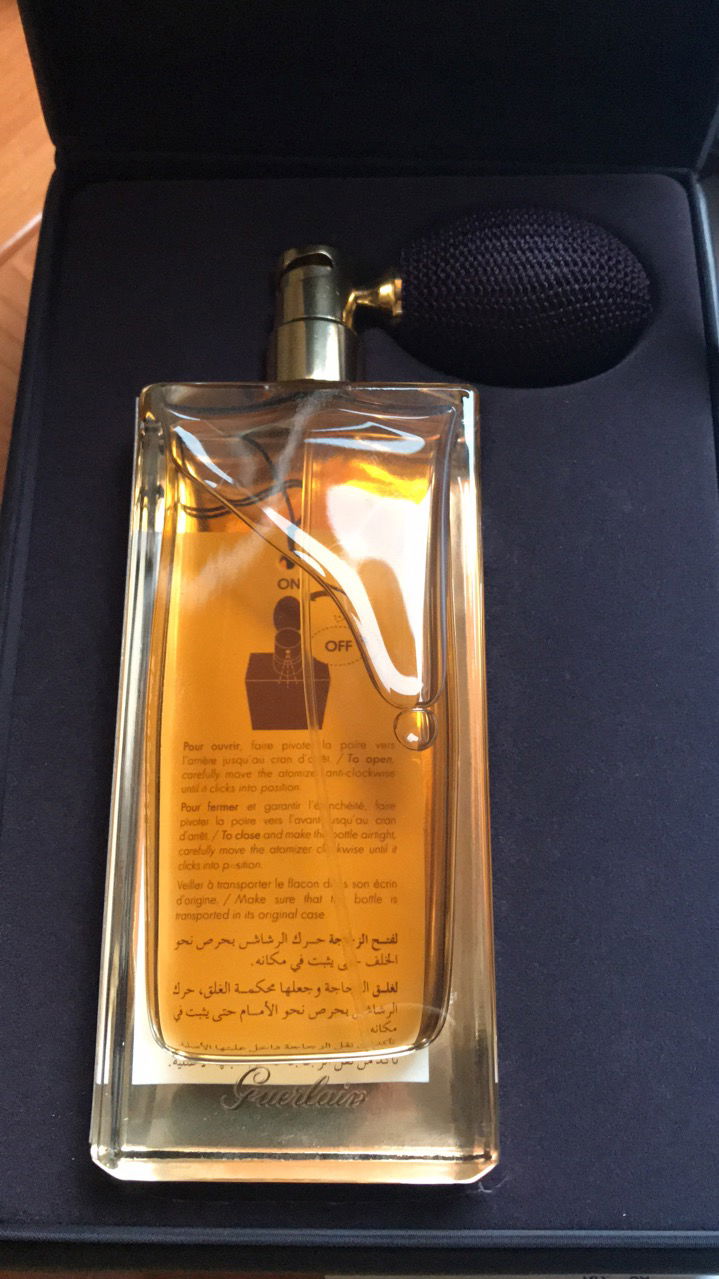 ON
OFF
Pour ouvrir, faire pivoter la poire vers
l'arrière jusqu'au cran d'arrêt. / To open,
carefully move the atomizer anti-clockwise
until it clicks into position.
Pour fermer et garantir l'étanchéité, faire
pivoter la poire vers l'avant jusqu'au cran
d'arrêt. / To close and make the bottle airtight,
carefully move the atomizer clockwise until it
clicks into position.
Veiller à transporter le flacon dans son écrin
d'origine. / Make sure that the bottle is
transported in its original case.
لفتح الزجاجة حرك الرشاش بحرص نحو
الخلف حتى يثبت في مكانه.
لغلق الزجاجة وجعلها محكمة الغلق، حرك
الرشاش بحرص نحو الأمام حتى يثبت في
مكانه.
Guerlain